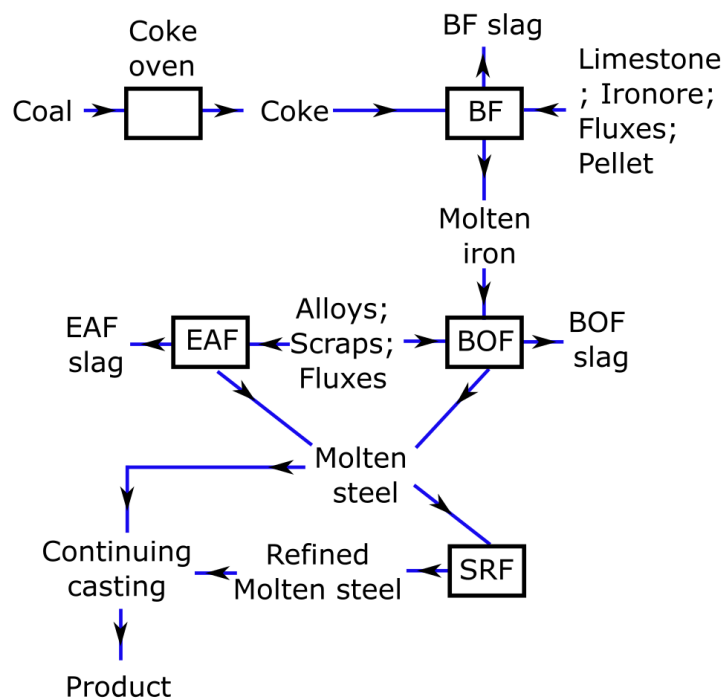 Coke
oven
BF slag
Coal
Coke
BF
Limestone
; Ironore;
Fluxes;
Pellet
Molten
iron
EAF
slag
EAF
Alloys;
Scraps;
Fluxes
BOF
BOF
slag
Molten
steel
Continuing
casting
Refined
Molten steel
SRF
Product